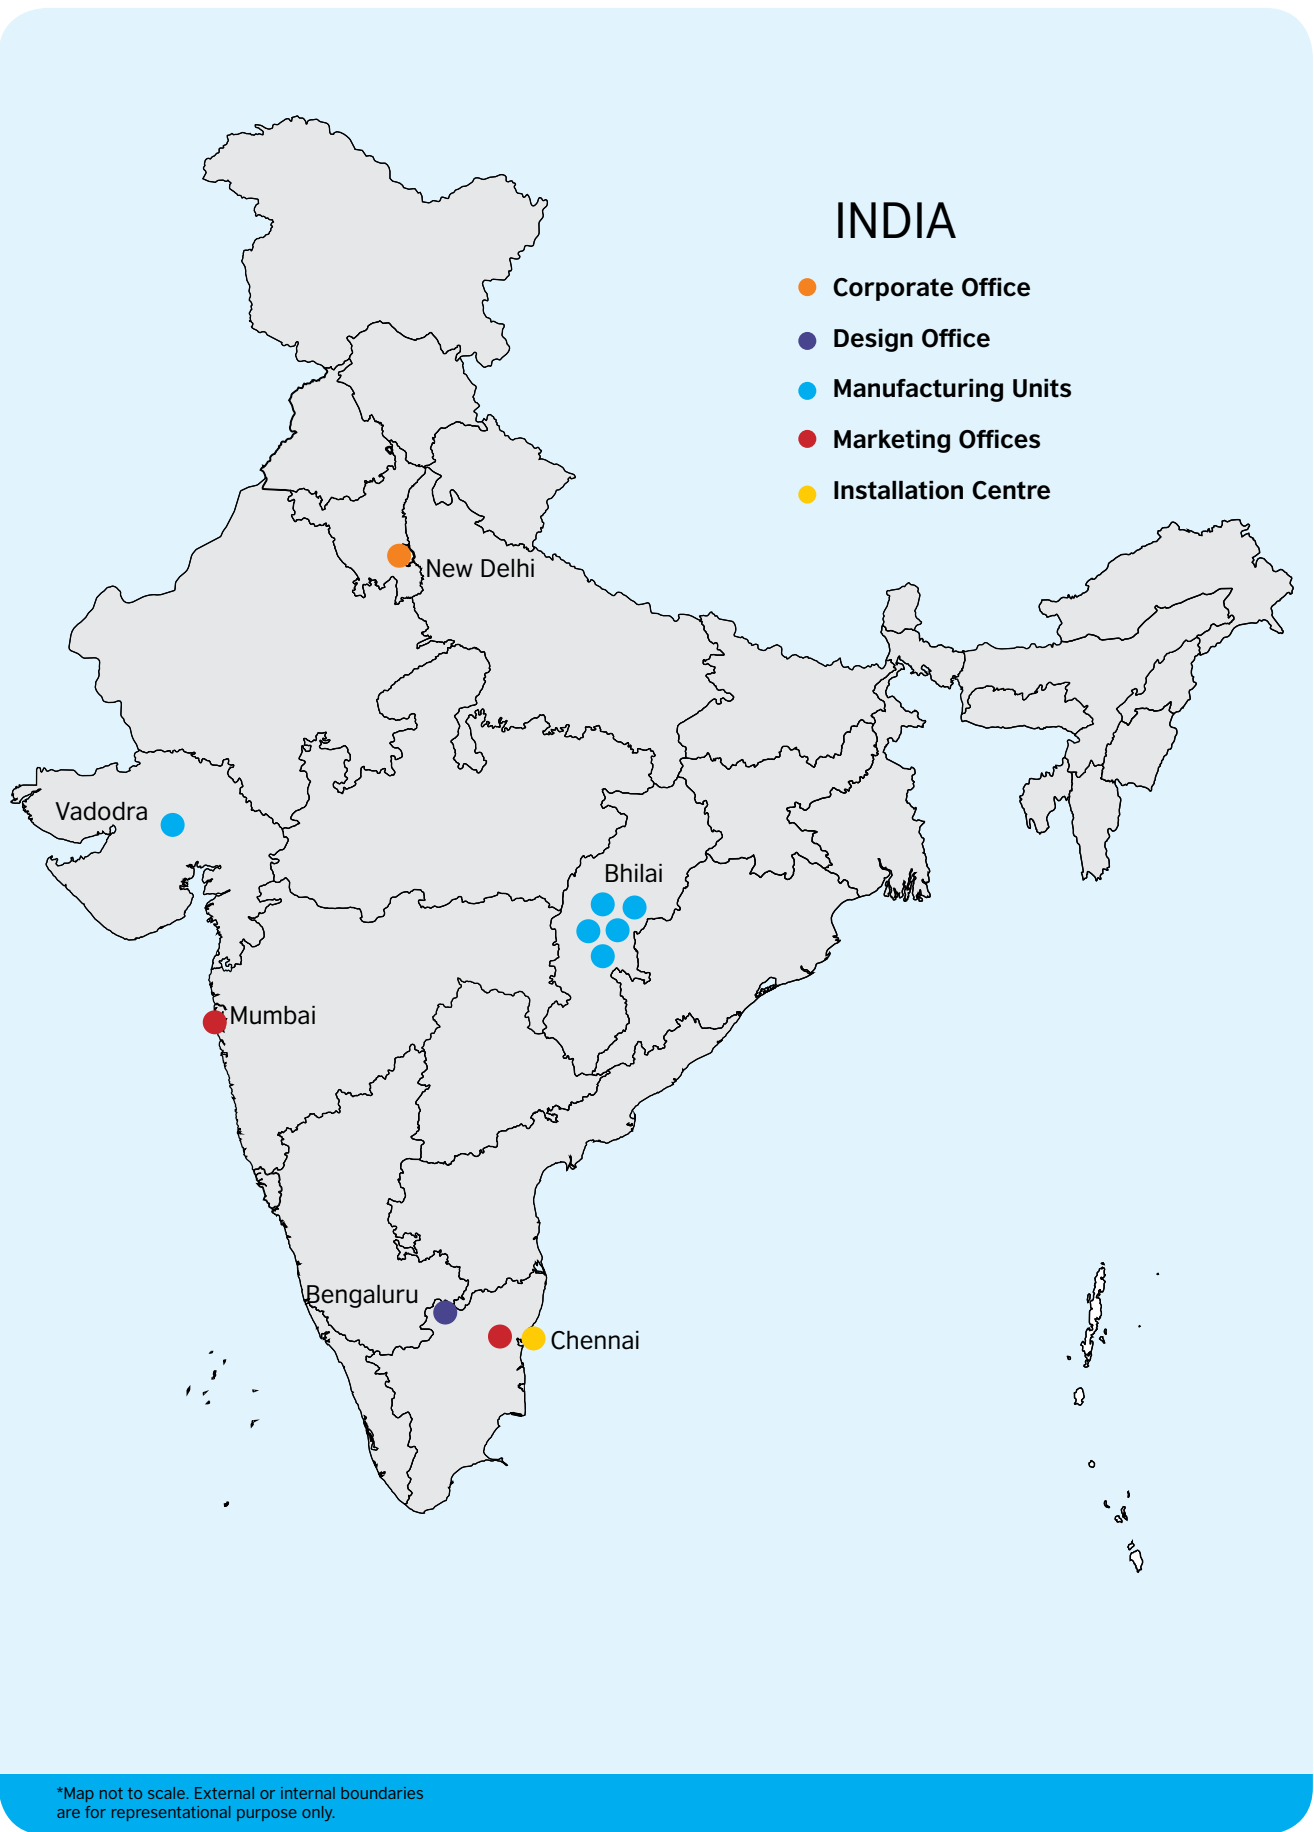 INDIA
Corporate Office
Design Office
Manufacturing Units
Marketing Offices
Installation Centre
New Delhi
Vadodra
Bhilai
Mumbai
Bengaluru
Chennai
*Map not to scale. External or internal boundaries
are for representational purpose only.